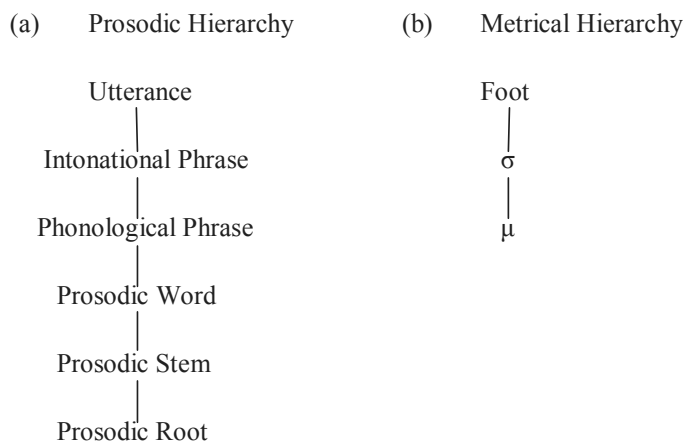 (a) Prosodic Hierarchy (b) Metrical Hierarchy
Utterance Foot
Intonational Phrase σ
Phonological Phrase μ
Prosodic Word
Prosodic Stem
Prosodic Root